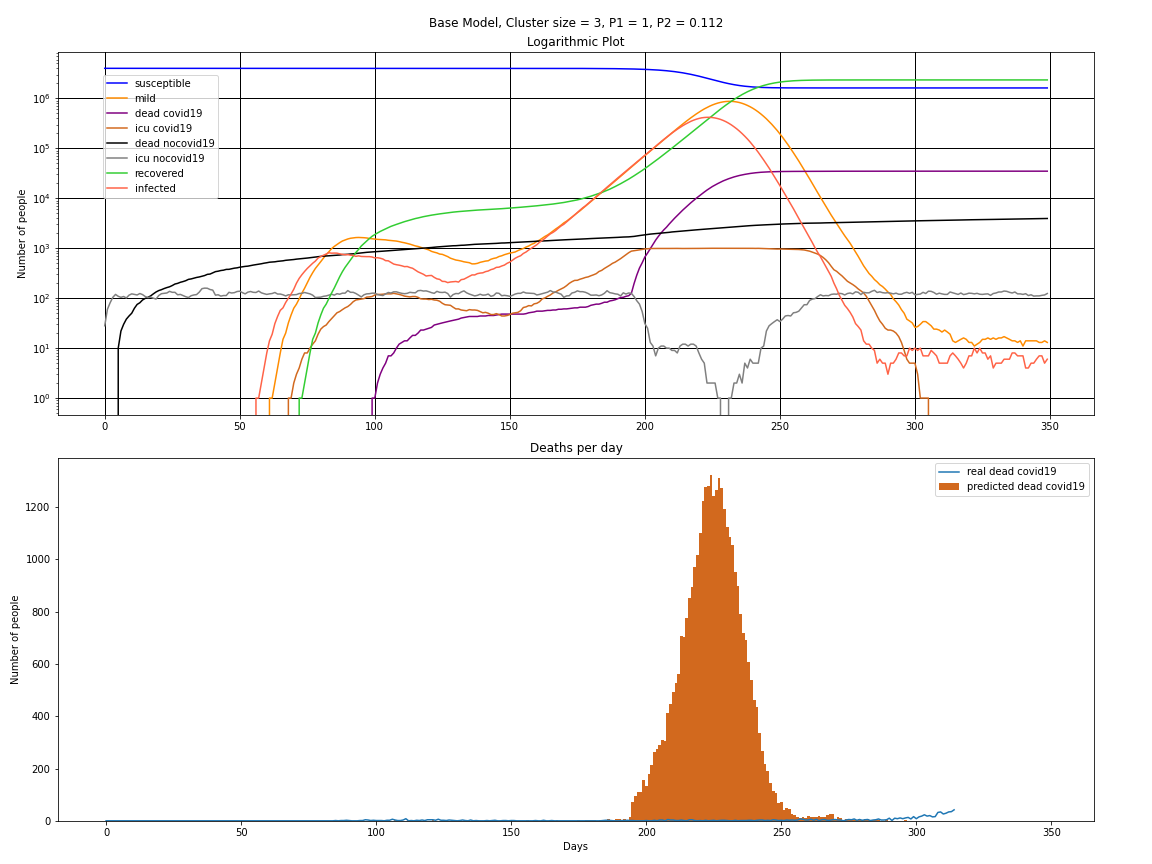 Base Model, Cluster size = 3, P1 = 1, P2 = 0.112
Logarithmic Plot
Number of people
10^6
10^5
10^4
10^3
10^2
10^1
10^0
susceptible
mild
dead covid19
icu covid19
dead nocovid19
icu nocovid19
recovered
infected
0 50 100 150 200 250 300 350
Deaths per day
Number of people
1200
1000
800
600
400
200
0
real dead covid19
predicted dead covid19
0 50 100 150 200 250 300 350
Days